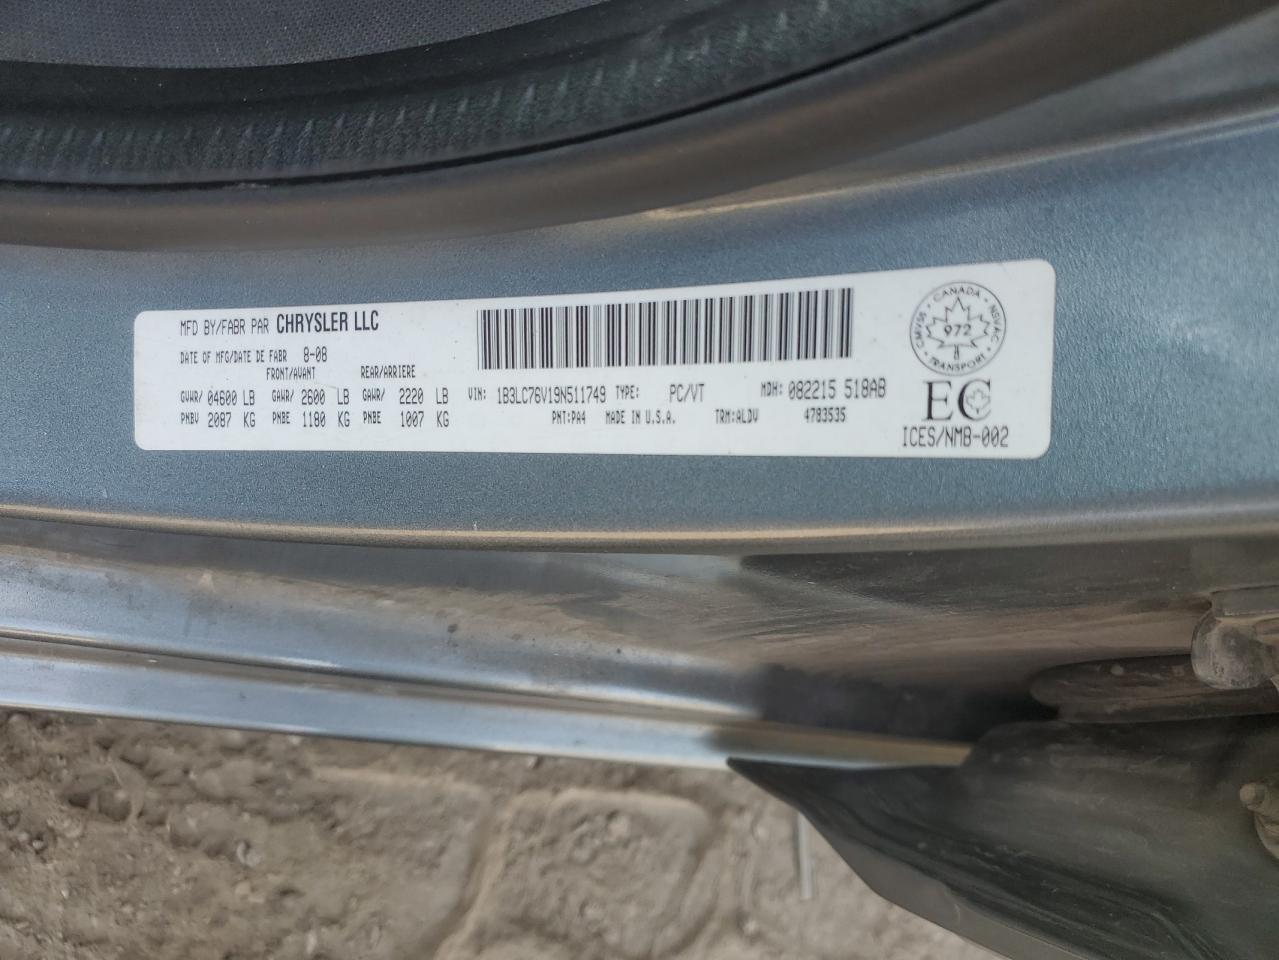 MFD BY/FABR PAR CHRYSLER LLC
DATE OF MFG/DATE DE FABR 8-08
FRONT/AVANT REAR/ARRIERE
GVWR/ 04600 LB GAWR/ 2600 LB GAWR/ 2220 LB
PNBV 2087 KG PNBE 1180 KG PNBE 1007 KG
VIN: 1B3LC76V19N511749 TYPE: PC/VT MDH: 082215 518AB
PNT:PA4 MADE IN U.S.A. TRM:ALDV 4783535
CANADA
CMVSS NSVAC
972
TRANSPORT
EC
ICES/NMB-002